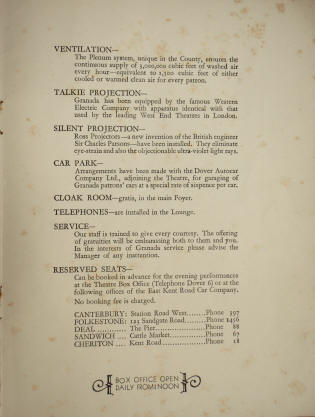 VENTILATION—
The Plenum system, unique in the County, ensures the
continuous supply of 3,000,000 cubic feet of washed air
every hour—equivalent to 1,500 cubic feet of either
cooled or warmed clean air for every patron.
TALKIE PROJECTION—
Granada has been equipped by the famous Western
Electric Company with apparatus identical with that
used by the leading West End Theatres in London.
SILENT PROJECTION—
Ross Projectors—a new invention of the British engineer
Sir Charles Parsons—have been installed. They eliminate
eye-strain and also the objectionable ultra-violet light rays.
CAR PARK—
Arrangements have been made with the Dover Autocar
Company Ltd., adjoining the Theatre, for garaging of
Granada patrons' cars at a special rate of sixpence per car.
CLOAK ROOM—gratis, in the main Foyer.
TELEPHONES—are installed in the Lounge.
SERVICE—
Our staff is trained to give every courtesy. The offering
of gratuities will be embarrassing both to them and you.
In the interests of Granada service please advise the
Manager of any inattention.
RESERVED SEATS—
Can be booked in advance for the evening performances
at the Theatre Box Office (Telephone Dover 6) or at the
following offices of the East Kent Road Car Company.
No booking fee is charged.
CANTERBURY: Station Road West.......Phone 397
FOLKESTONE: 125 Sandgate Road.......Phone 1456
DEAL ............ The Pier....................Phone 88
SANDWICH .... Cattle Market............Phone 67
CHERITON .... Kent Road................Phone 18
BOX OFFICE OPEN
DAILY FROM NOON